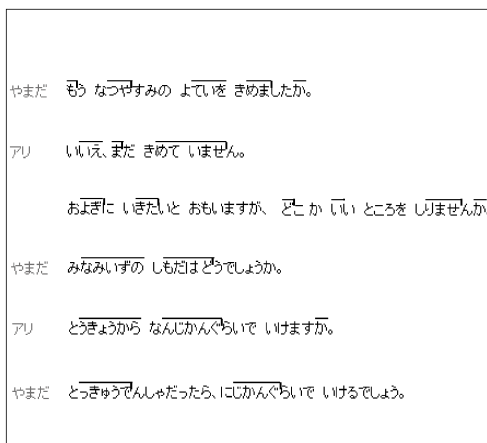 やまだ もう なつやすみの よていを きめましたか。
アリ いいえ、まだ きめて いません。
およぎに いきたいと おもいますが、 どこ か いい ところを しりませんか
やまだ みなみいずの しもだは どうでしょうか。
アリ とうきょうから なんじかんぐらいで いけますか。
やまだ とっきゅうでんしゃだったら、にじかんぐらいで いけるでしょう。